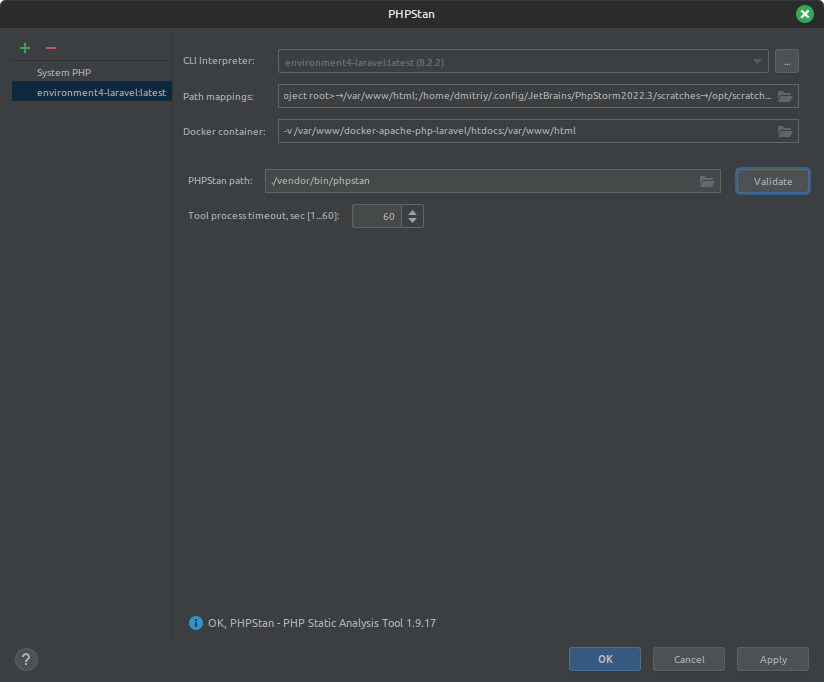 PHPStan
System PHP
environment4-laravel:latest
CLI Interpreter:
environment4-laravel:latest (8.2.2)
...
Path mappings:
oject root>→/var/www/html; /home/dmitriy/.config/JetBrains/PhpStorm2022.3/scratches→/opt/scratch...
Docker container:
-v /var/www/docker-apache-php-laravel/htdocs:/var/www/html
PHPStan path:
./vendor/bin/phpstan
Validate
Tool process timeout, sec [1...60]:
60
OK, PHPStan - PHP Static Analysis Tool 1.9.17
?
OK
Cancel
Apply